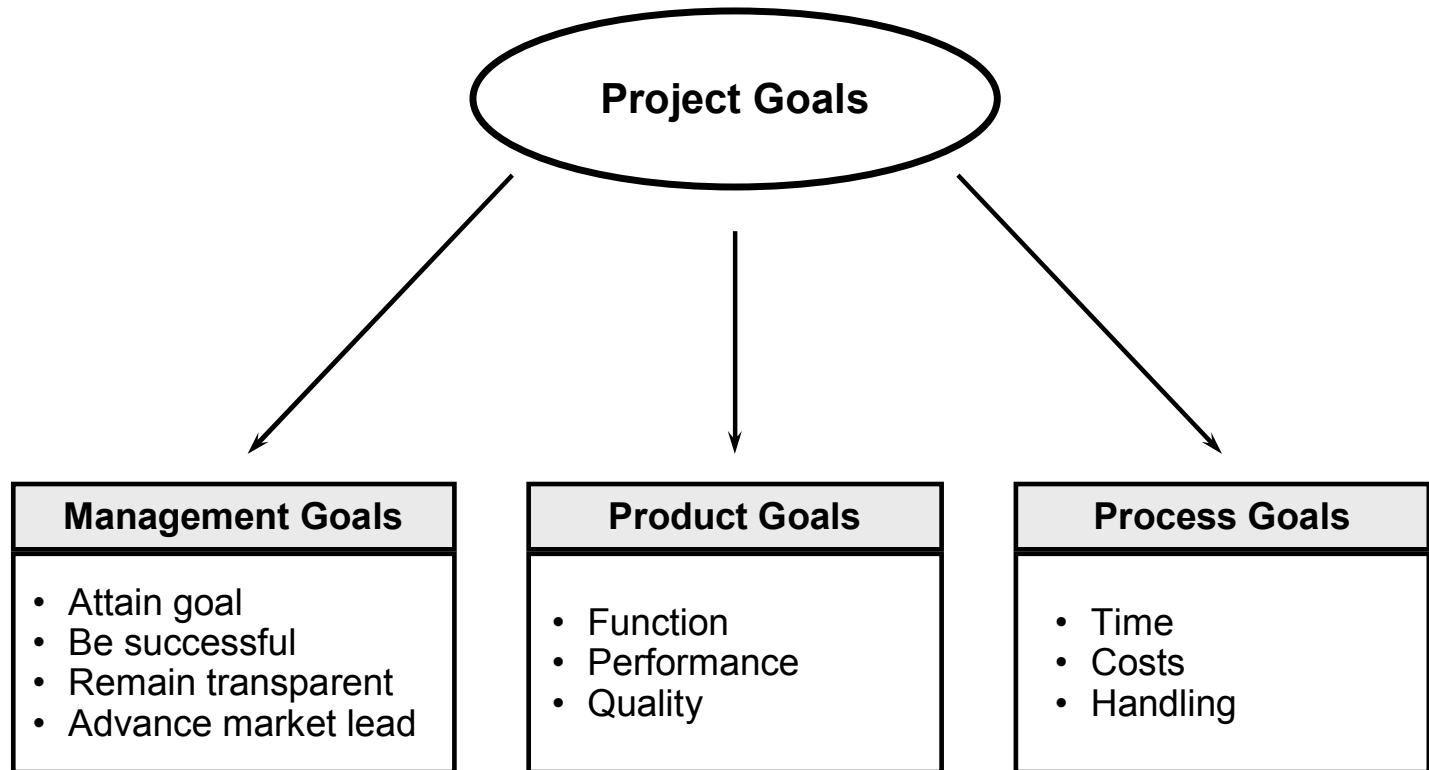 Project Goals
Management Goals
• Attain goal
• Be successful
• Remain transparent
• Advance market lead
Product Goals
• Function
• Performance
• Quality
Process Goals
• Time
• Costs
• Handling